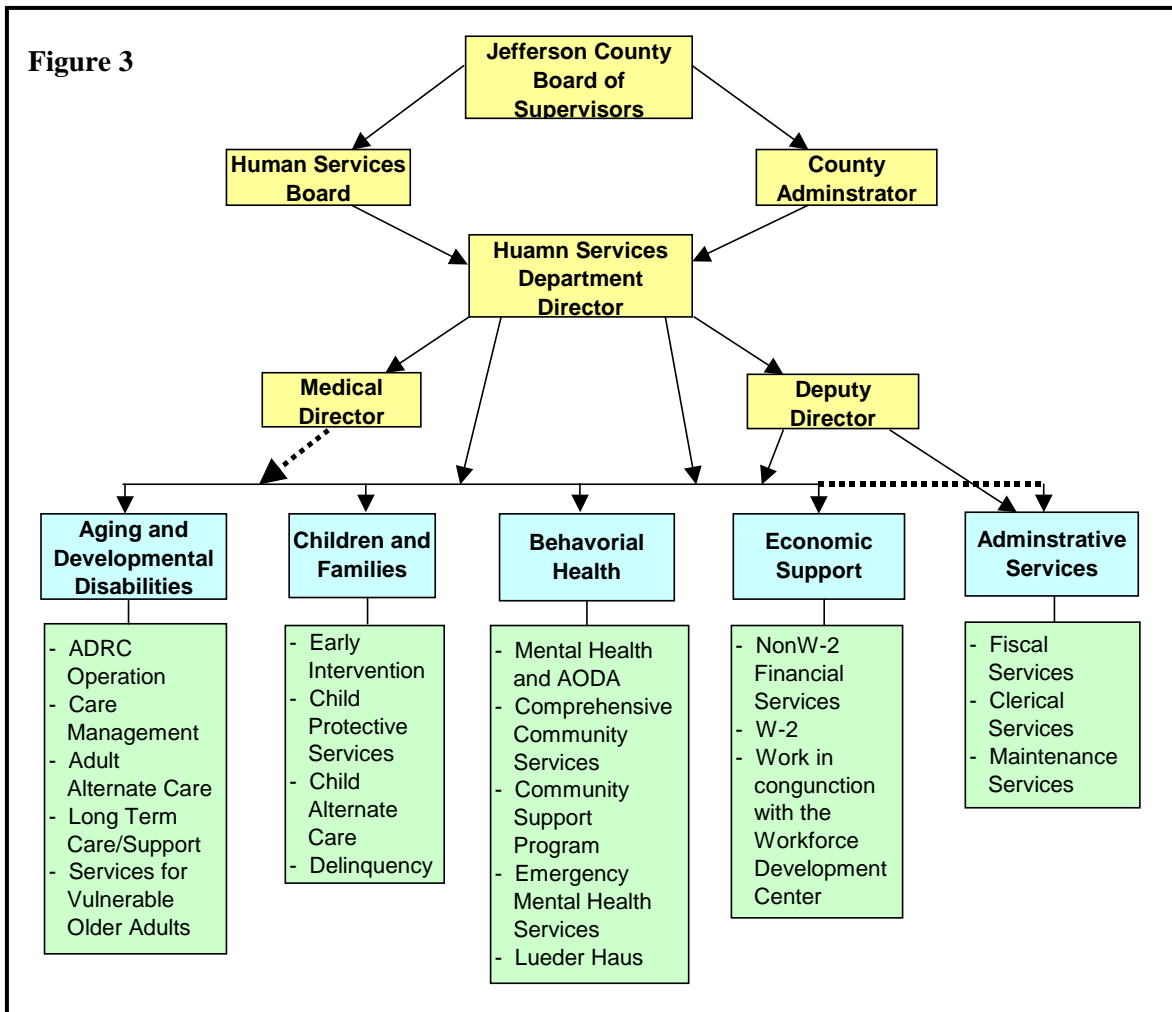 Figure 3
Jefferson County
Board of
Supervisors
Human Services
Board
County
Adminstrator
Huamn Services
Department
Director
Medical
Director
Deputy
Director
Aging and
Developmental
Disabilities
Children and
Families
Behavorial
Health
Economic
Support
Adminstrative
Services
- ADRC
Operation
- Care
Management
- Adult
Alternate Care
- Long Term
Care/Support
- Services for
Vulnerable
Older Adults
- Early
Intervention
- Child
Protective
Services
- Child
Alternate
Care
- Delinquency
- Mental Health
and AODA
- Comprehensive
Community
Services
- Community
Support
Program
- Emergency
Mental Health
Services
- Lueder Haus
- NonW-2
Financial
Services
- W-2
- Work in
congunction
with the
Workforce
Development
Center
- Fiscal
Services
- Clerical
Services
- Maintenance
Services